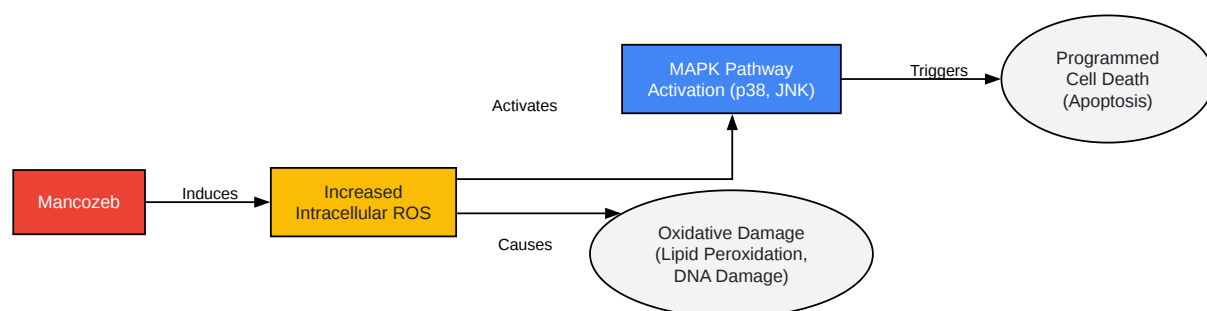 Mancozeb
Induces
Increased
Intracellular ROS
Activates
MAPK Pathway
Activation (p38, JNK)
Triggers
Programmed
Cell Death
(Apoptosis)
Causes
Oxidative Damage
(Lipid Peroxidation,
DNA Damage)